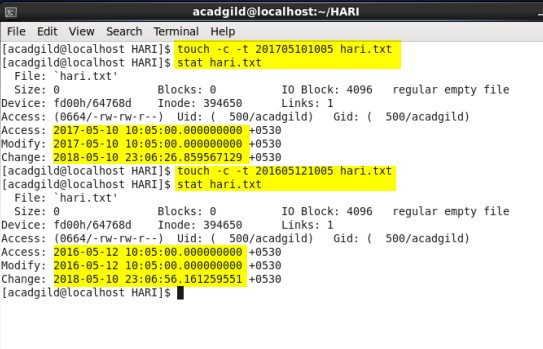 acadgild@localhost:~/HARI
File Edit View Search Terminal Help
[acadgild@localhost HARI]$ touch -c -t 201705101005 hari.txt
[acadgild@localhost HARI]$ stat hari.txt
  File: `hari.txt'
  Size: 0             Blocks: 0          IO Block: 4096   regular empty file
Device: fd00h/64768d    Inode: 394650      Links: 1
Access: (0664/-rw-rw-r--)  Uid: (  500/acadgild)   Gid: (  500/acadgild)
Access: 2017-05-10 10:05:00.000000000 +0530
Modify: 2017-05-10 10:05:00.000000000 +0530
Change: 2018-05-10 23:06:26.859567129 +0530
[acadgild@localhost HARI]$ touch -c -t 201605121005 hari.txt
[acadgild@localhost HARI]$ stat hari.txt
  File: `hari.txt'
  Size: 0             Blocks: 0          IO Block: 4096   regular empty file
Device: fd00h/64768d    Inode: 394650      Links: 1
Access: (0664/-rw-rw-r--)  Uid: (  500/acadgild)   Gid: (  500/acadgild)
Access: 2016-05-12 10:05:00.000000000 +0530
Modify: 2016-05-12 10:05:00.000000000 +0530
Change: 2018-05-10 23:06:56.161259551 +0530
[acadgild@localhost HARI]$